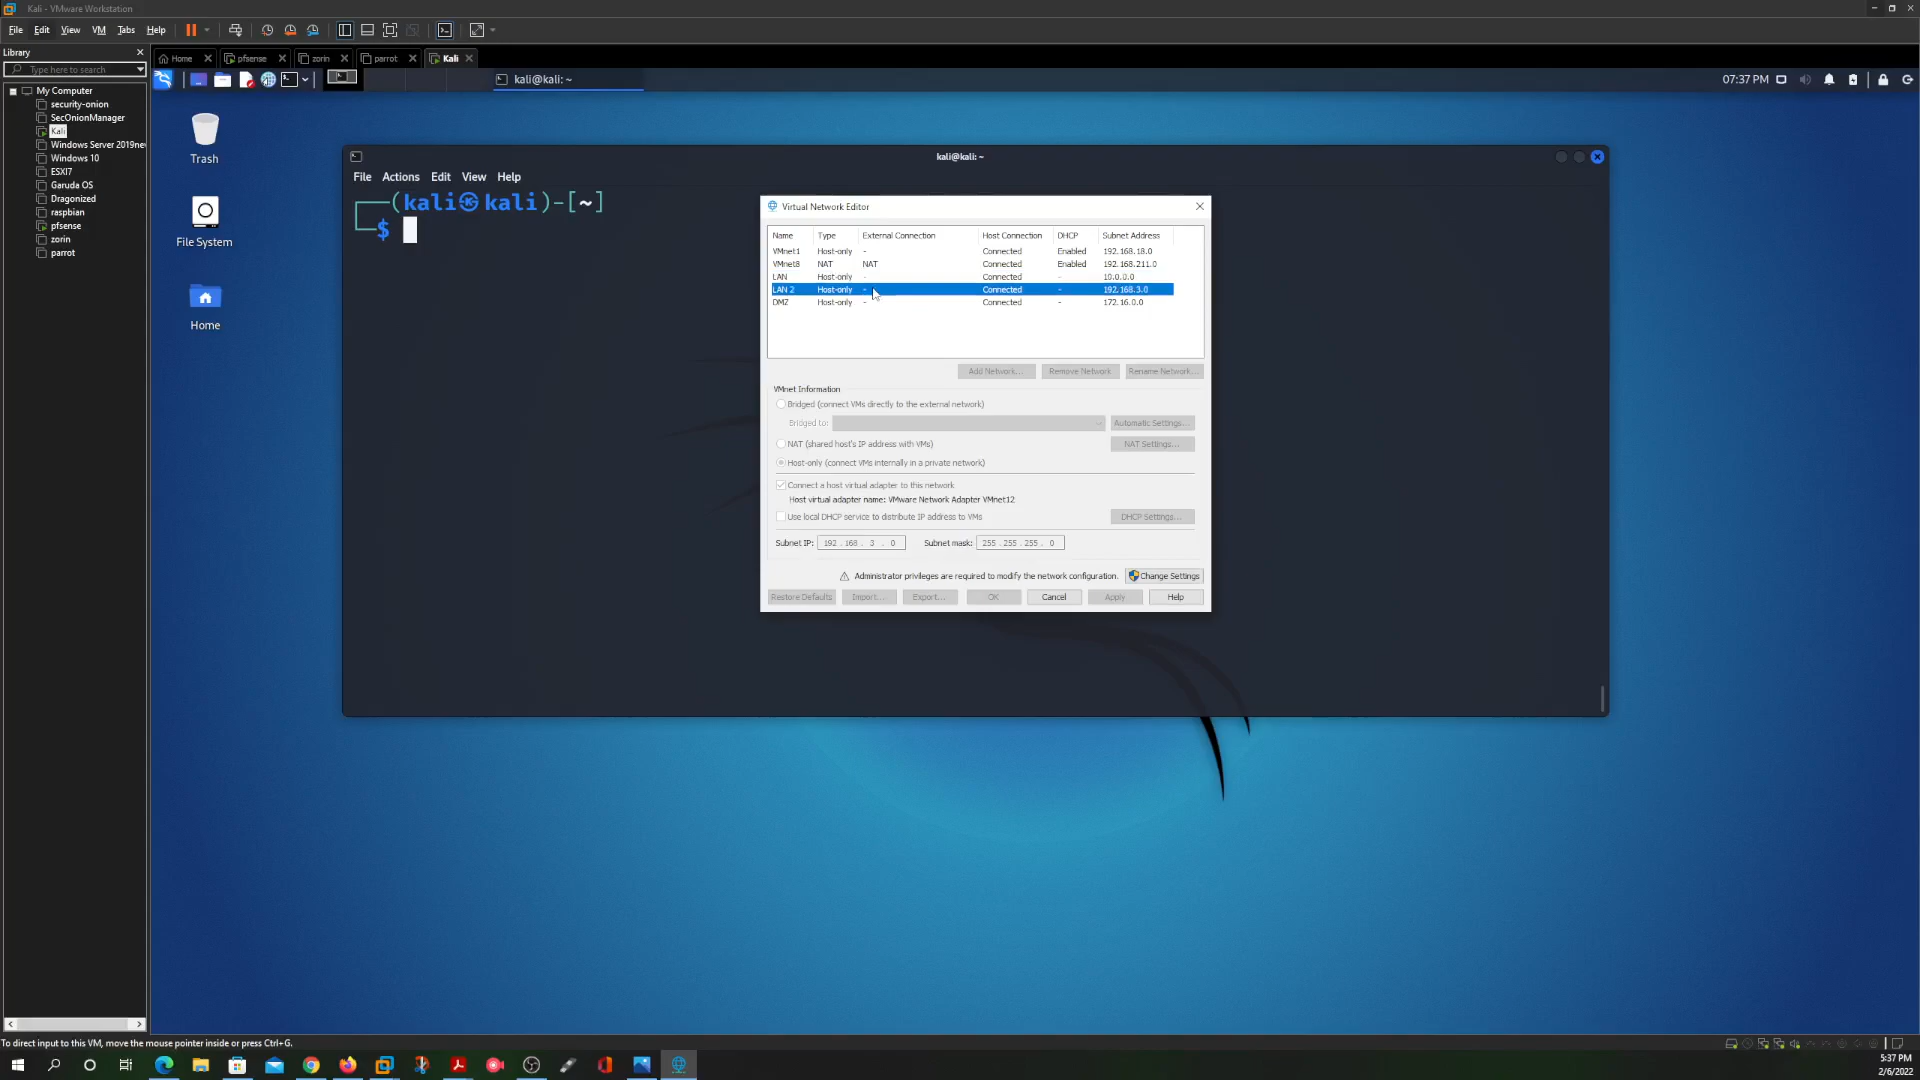 Kali - VMware Workstation
File Edit View VM Tabs Help
Library
Type here to search
Home
pfsense
zorin
parrot
Kali
My Computer
security-onion
SecOnionManager
Kali
Windows Server 2019ne
Windows 10
ESXI7
Garuda OS
Dragonized
raspbian
pfsense
zorin
parrot
kali@kali: ~
07:37 PM
Trash
File System
Home
kali@kali: ~
File Actions Edit View Help
(kali㉿kali)-[~]
$
Virtual Network Editor
Name Type External Connection Host Connection DHCP Subnet Address
VMnet1 Host-only - Connected Enabled 192.168.18.0
VMnet8 NAT NAT Connected Enabled 192.168.211.0
LAN Host-only - Connected - 10.0.0.0
LAN 2 Host-only - Connected - 192.168.3.0
DMZ Host-only - Connected - 172.16.0.0
Add Network... Remove Network Rename Network...
VMnet Information
Bridged (connect VMs directly to the external network)
Bridged to: Automatic Settings...
NAT (shared host's IP address with VMs) NAT Settings...
Host-only (connect VMs internally in a private network)
Connect a host virtual adapter to this network
Host virtual adapter name: VMware Network Adapter VMnet12
Use local DHCP service to distribute IP address to VMs DHCP Settings...
Subnet IP: 192 . 168 . 3 . 0 Subnet mask: 255 . 255 . 255 . 0
Administrator privileges are required to modify the network configuration. Change Settings
Restore Defaults Import... Export... OK Cancel Apply Help
To direct input to this VM, move the mouse pointer inside or press Ctrl+G.
5:37 PM
2/6/2022